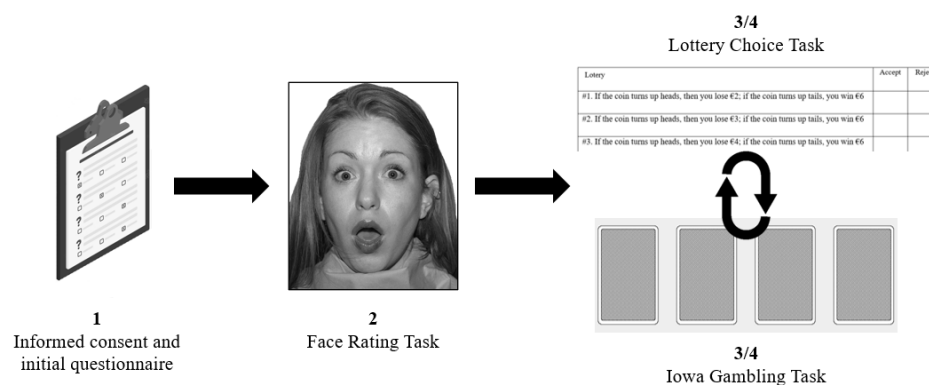 3/4
Lottery Choice Task
Lotery
Accept
#1. If the coin turns up heads, then you lose €2; if the coin turns up tails, you win €6
#2. If the coin turns up heads, then you lose €3; if the coin turns up tails, you win €6
#3. If the coin turns up heads, then you lose €4; if the coin turns up tails, you win €6
?
?
?
?
1
Informed consent and
initial questionnaire
2
Face Rating Task
3/4
Iowa Gambling Task